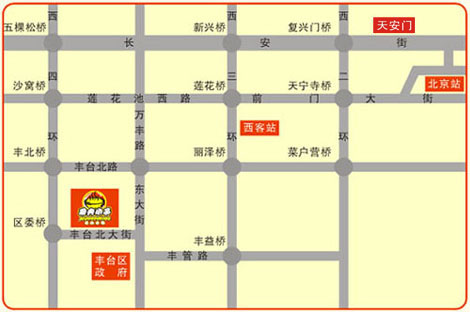 五棵松桥
西
新兴桥
西
复兴门桥
西
天安门
长
安
街
沙窝桥
四
莲花桥
三
天宁寺桥
二
北京站
莲花池西路
前
门
大
街
环
万丰路
环
西客站
环
丰北桥
丰台北路
丽泽桥
菜户营桥
东大街
区委桥
丰台北大街
丰益桥
丰台区
政府
丰管路